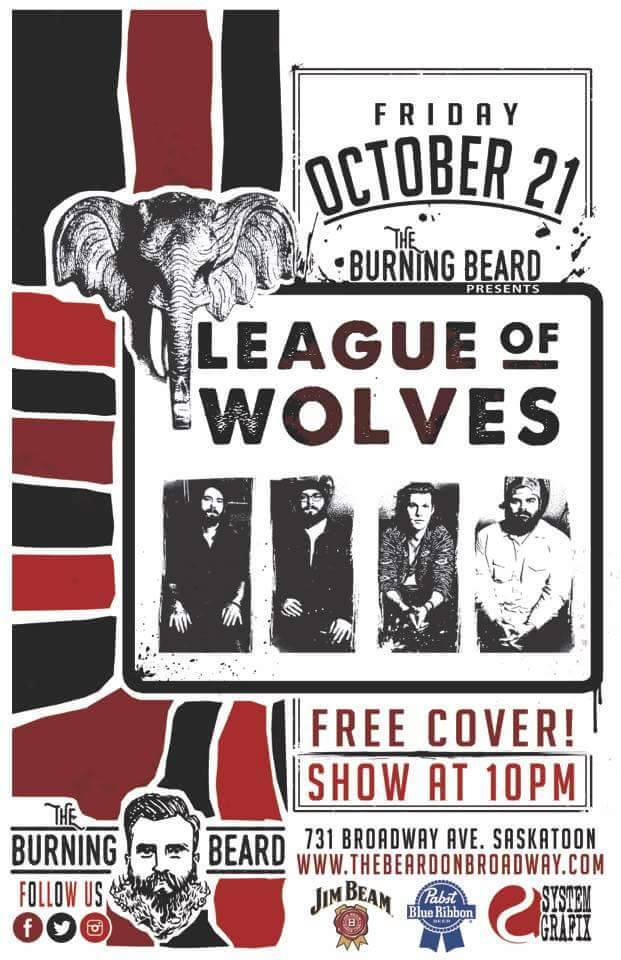 FRIDAY
OCTOBER 21
THE
BURNING BEARD
PRESENTS
LEAGUE OF
WOLVES
FREE COVER!
SHOW AT 10PM
THE
BURNING BEARD
FOLLOW US
731 BROADWAY AVE. SASKATOON
WWW.THEBEARDONBROADWAY.COM
JIM BEAM
B
Pabst
Blue Ribbon
BEER
SYSTEM
GRAFIX